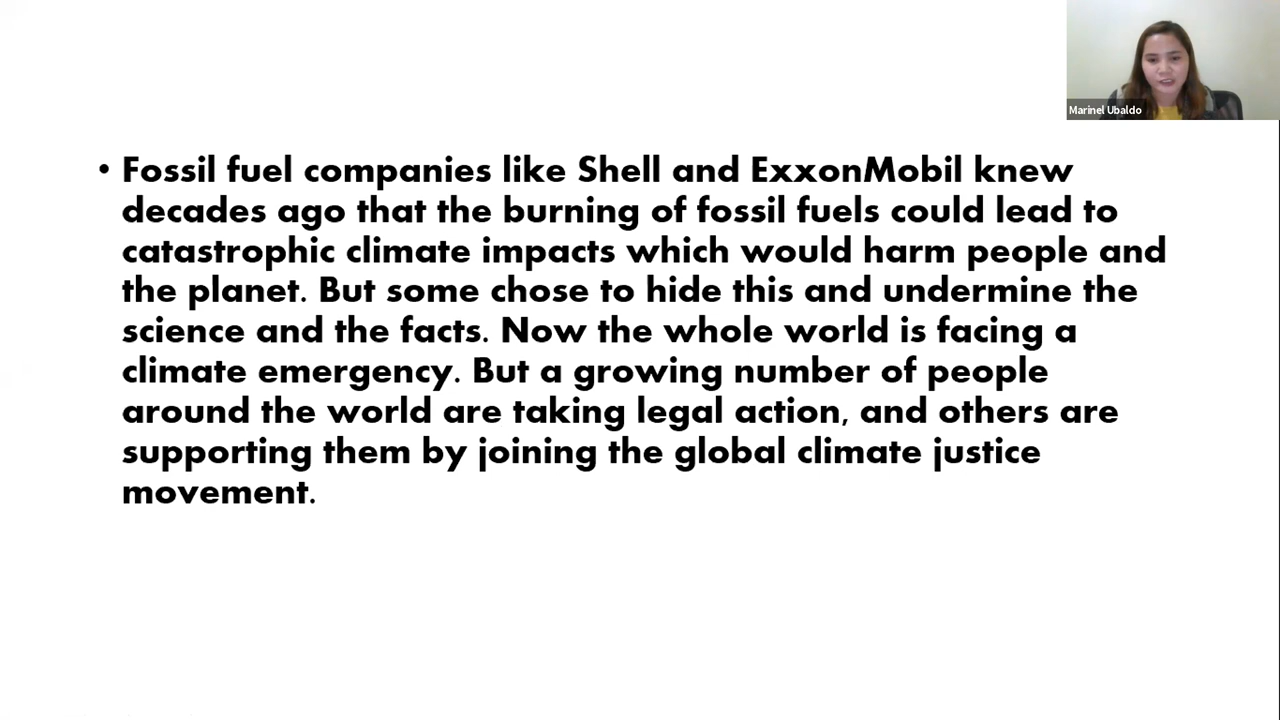 Marinel Ubaldo
• Fossil fuel companies like Shell and ExxonMobil knew
decades ago that the burning of fossil fuels could lead to
catastrophic climate impacts which would harm people and
the planet. But some chose to hide this and undermine the
science and the facts. Now the whole world is facing a
climate emergency. But a growing number of people
around the world are taking legal action, and others are
supporting them by joining the global climate justice
movement.